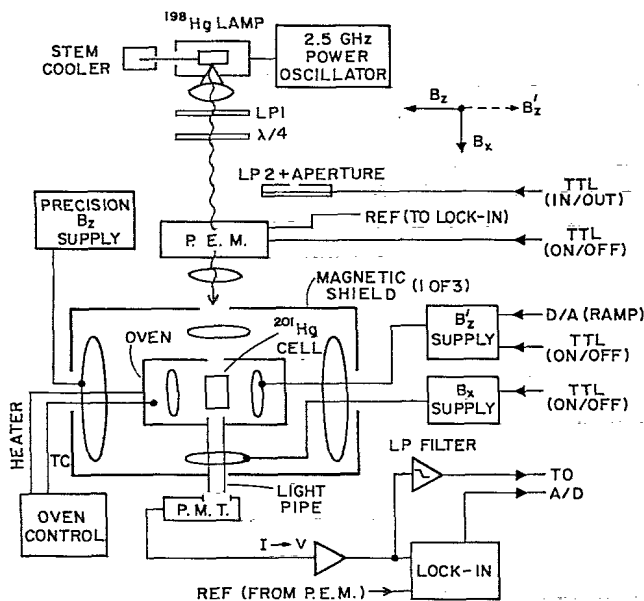 198Hg LAMP
STEM
COOLER
2.5 GHz
POWER
OSCILLATOR
LP1
λ/4
Bz
B'z
Bx
LP 2 + APERTURE
TTL
(IN/OUT)
PRECISION
Bz
SUPPLY
REF (TO LOCK-IN)
P. E. M.
TTL
(ON/OFF)
MAGNETIC
SHIELD (1 OF 3)
D/A (RAMP)
B'z
SUPPLY
TTL
(ON/OFF)
OVEN
201Hg
CELL
Bx
SUPPLY
TTL
(ON/OFF)
HEATER
TC
LP FILTER
TO
A/D
LIGHT
PIPE
P. M. T.
OVEN
CONTROL
I → V
LOCK-IN
REF (FROM P.E.M.)